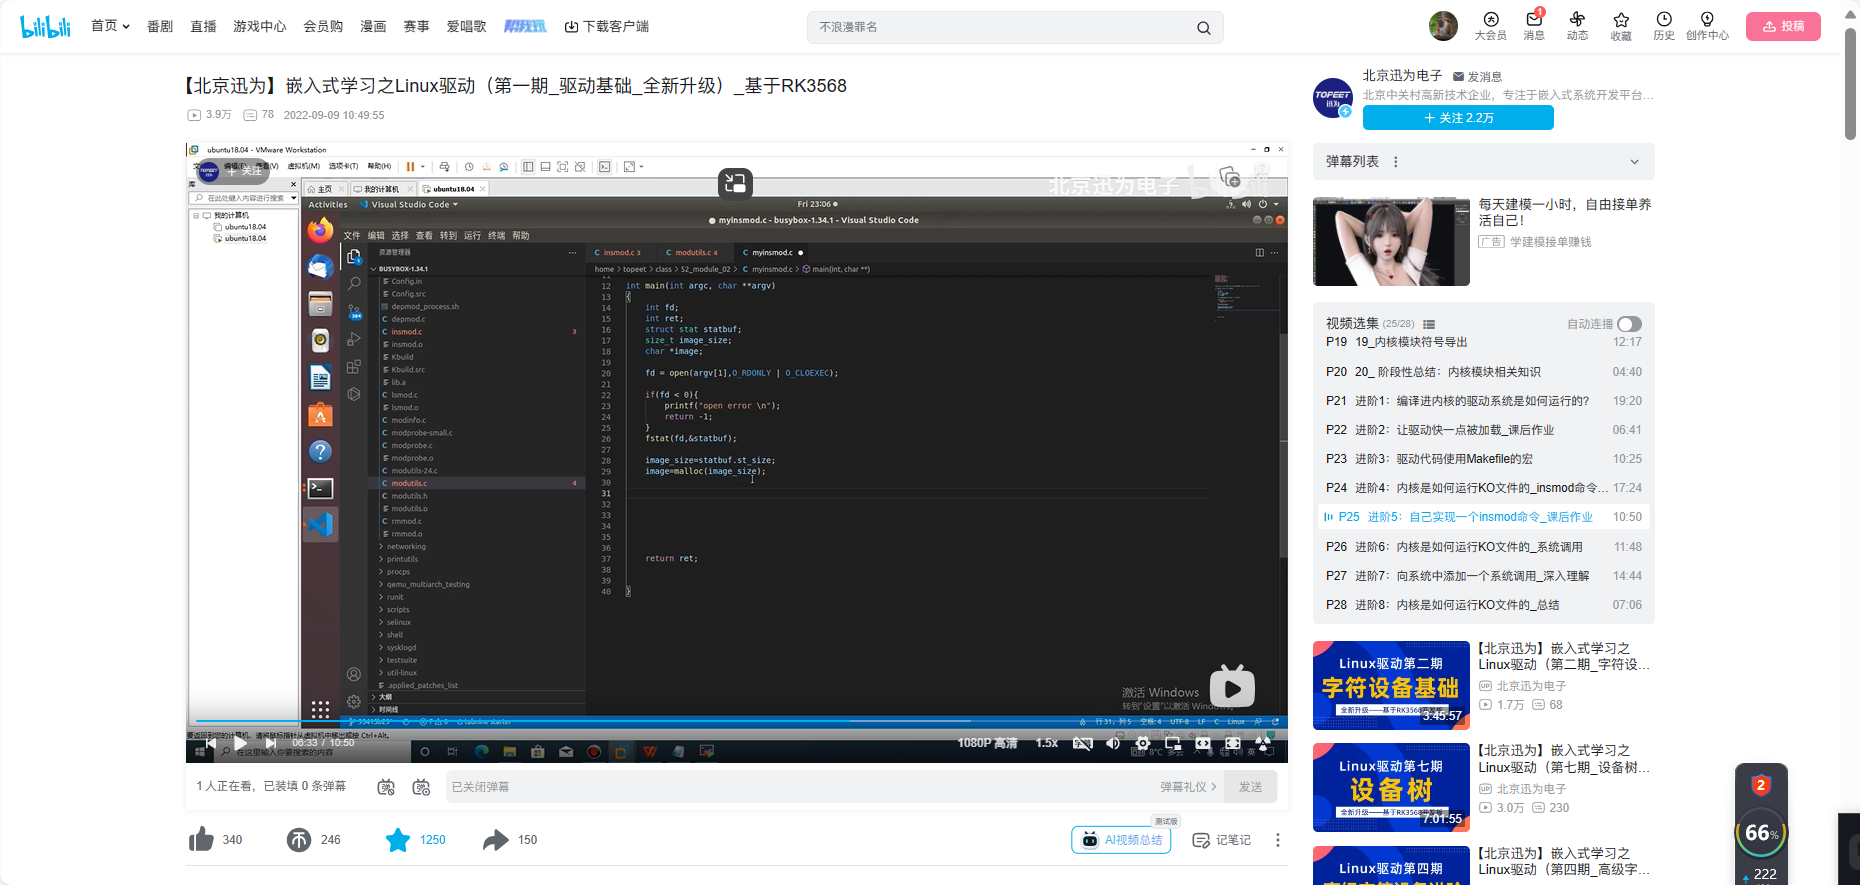 bilibili
首页
番剧
直播
游戏中心
会员购
漫画
赛事
爱唱歌
下载客户端
不浪漫罪名
大会员
1
消息
动态
收藏
历史
创作中心
投稿
【北京迅为】嵌入式学习之Linux驱动（第一期_驱动基础_全新升级）_基于RK3568
3.9万 78 2022-09-09 10:49:55
ubuntu18.04 - VMware Workstation
编辑(E) 查看(V) 虚拟机(M) 选项卡(T) 帮助(H)
+ 关注
北京迅为电子
库
在此处键入内容进行搜索
我的计算机
ubuntu18.04
ubuntu18.04
主页
我的计算机
ubuntu18.04
Activities Visual Studio Code Fri 23:06
● myinsmod.c - busybox-1.34.1 - Visual Studio Code
文件 编辑 选择 查看 转到 运行 终端 帮助
资源管理器
BUSYBOX-1.34.1
Config.in
Config.src
depmod_process.sh
depmod.c
insmod.c 3
insmod.o
Kbuild
Kbuild.src
lib.a
lsmod.c
lsmod.o
modinfo.c
modprobe-small.c
modprobe.c
modprobe.o
modutils-24.c
modutils.c 4
modutils.h
modutils.o
rmmod.c
rmmod.o
networking
printutils
procps
qemu_multiarch_testing
runit
scripts
selinux
shell
sysklogd
testsuite
util-linux
.applied_patches_list
大纲
时间线
insmod.c 3 modutils.c 4 myinsmod.c ●
home > topeet > class > 52_module_02 > C myinsmod.c > main(int, char **)
12 int main(int argc, char **argv)
13 {
14 int fd;
15 int ret;
16 struct stat statbuf;
17 size_t image_size;
18 char *image;
19
20 fd = open(argv[1],O_RDONLY | O_CLOEXEC);
21
22 if(fd < 0){
23 printf("open error \n");
24 return -1;
25 }
26 fstat(fd,&statbuf);
27
28 image_size=statbuf.st_size;
29 image=malloc(image_size);
30
31
32
33
34
35
36
37 return ret;
38
39
40 }
激活 Windows
转到"设置"以激活 Windows
行 31，列 5 空格: 4 UTF-8 LF C Linux
要返回到您的计算机，请将鼠标指针从虚拟机中移出或按 Ctrl+Alt。
在这里输入你要搜索的内容
06:33 / 10:50
1080P 高清 1.5x
8°C 多云
1 人正在看，已装填 0 条弹幕
已关闭弹幕
弹幕礼仪 >
发送
340
246
1250
150
测试版
AI视频总结
记笔记
TOPEET
迅为
北京迅为电子 发消息
北京中关村高新技术企业，专注于嵌入式系统开发平台…
+ 关注 2.2万
弹幕列表
每天建模一小时，自由接单养
活自己！
广告 学建模接单赚钱
视频选集 (25/28) 自动连播
P19 19_内核模块符号导出 12:17
P20 20_ 阶段性总结：内核模块相关知识 04:40
P21 进阶1：编译进内核的驱动系统是如何运行的? 19:20
P22 进阶2：让驱动快一点被加载_课后作业 06:41
P23 进阶3：驱动代码使用Makefile的宏 10:25
P24 进阶4：内核是如何运行KO文件的_insmod命令… 17:24
P25 进阶5：自己实现一个insmod命令_课后作业 10:50
P26 进阶6：内核是如何运行KO文件的_系统调用 11:48
P27 进阶7：向系统中添加一个系统调用_深入理解 14:44
P28 进阶8：内核是如何运行KO文件的_总结 07:06
Linux驱动第二期
字符设备基础
全新升级——基于RK3568
3:45:57
【北京迅为】嵌入式学习之
Linux驱动（第二期_字符设…
北京迅为电子
1.7万 68
Linux驱动第七期
设备树
全新升级——基于RK3568
7:01:55
【北京迅为】嵌入式学习之
Linux驱动（第七期_设备树…
北京迅为电子
3.0万 230
Linux驱动第四期
【北京迅为】嵌入式学习之
Linux驱动（第四期_高级字…
2
66%
222